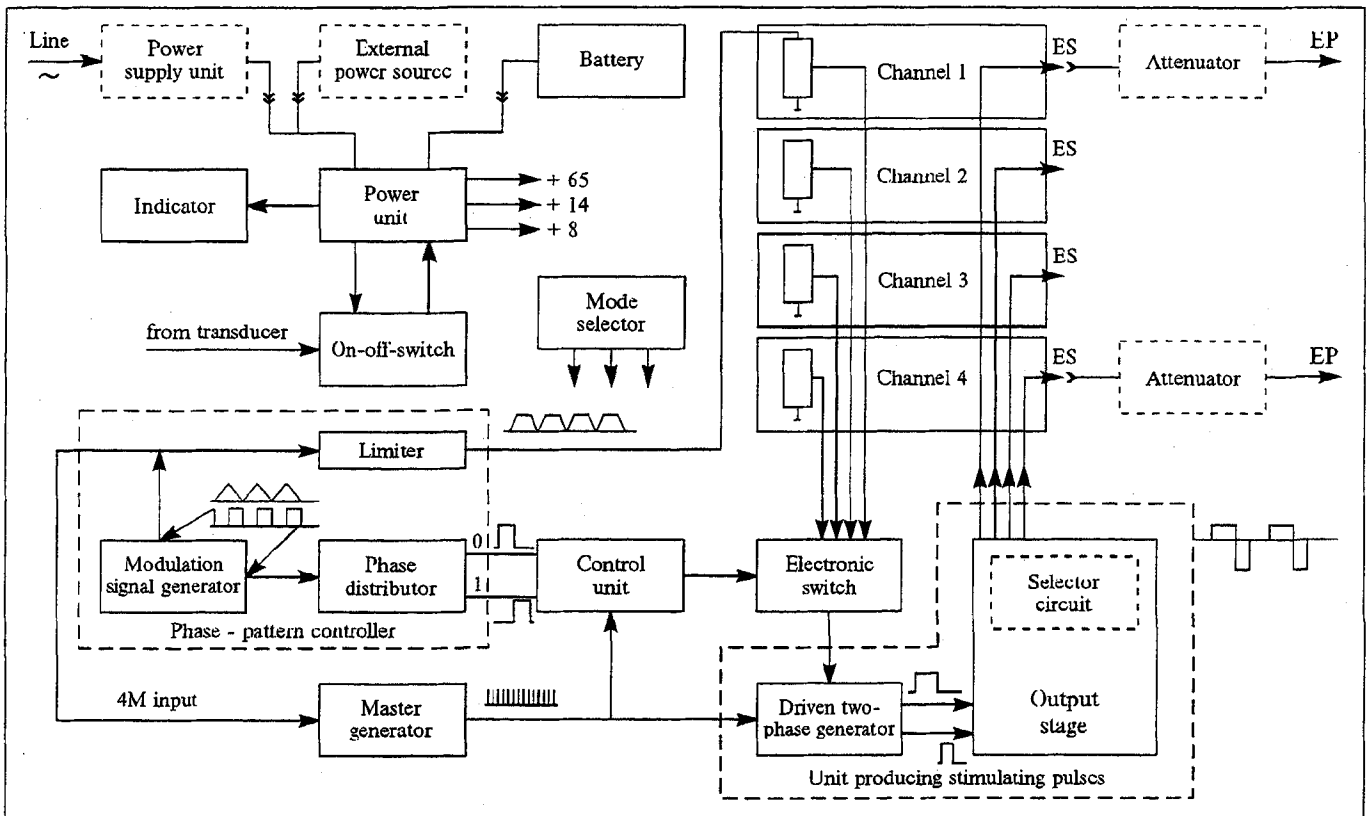 Line
~
Power
supply unit
External
power source
Battery
Indicator
Power
unit
+ 65
+ 14
+ 8
from transducer
On-off-switch
Mode
selector
Channel 1
ES
Attenuator
EP
Channel 2
ES
Channel 3
ES
Channel 4
ES
Attenuator
EP
Limiter
Modulation
signal generator
Phase
distributor
0
1
Control
unit
Electronic
switch
Selector
circuit
Phase - pattern controller
4M input
Master
generator
Driven two-
phase generator
Output
stage
Unit producing stimulating pulses